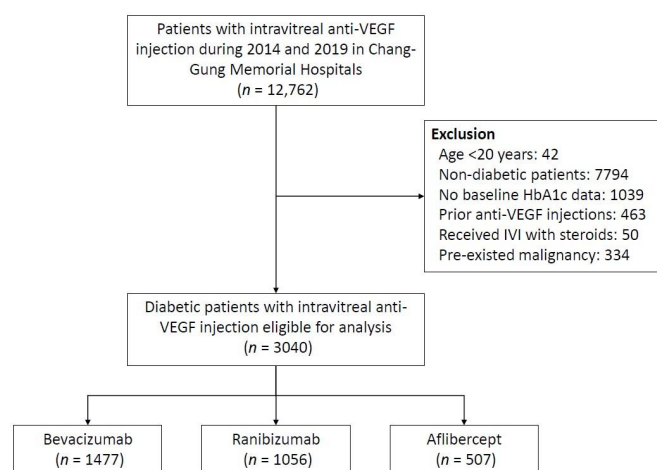 Patients with intravitreal anti-VEGF
injection during 2014 and 2019 in Chang-
Gung Memorial Hospitals
(n = 12,762)
Exclusion
Age <20 years: 42
Non-diabetic patients: 7794
No baseline HbA1c data: 1039
Prior anti-VEGF injections: 463
Received IVI with steroids: 50
Pre-existed malignancy: 334
Diabetic patients with intravitreal anti-
VEGF injection eligible for analysis
(n = 3040)
Bevacizumab
(n = 1477)
Ranibizumab
(n = 1056)
Aflibercept
(n = 507)